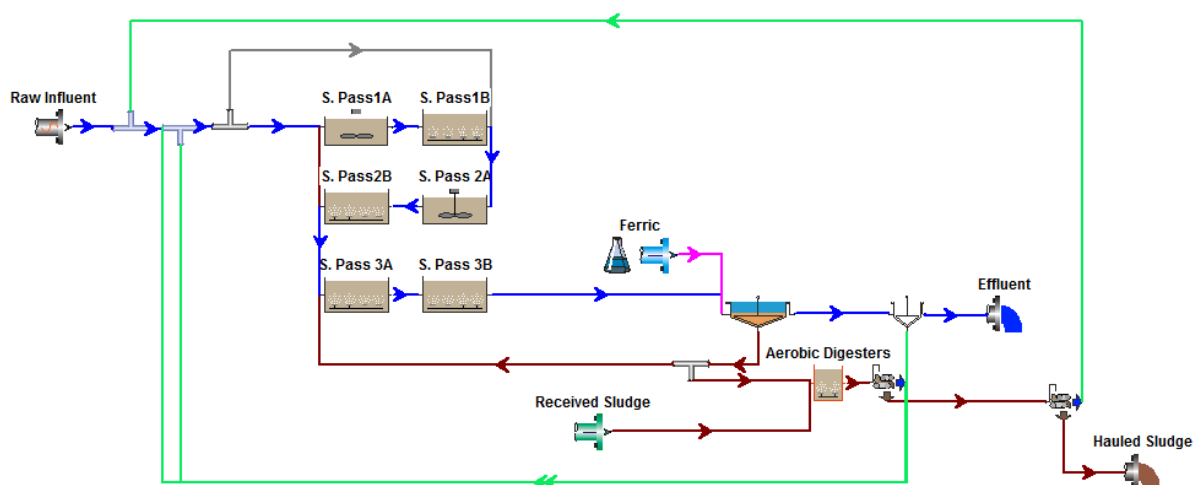 Raw Influent
S. Pass1A
S. Pass1B
S. Pass2B
S. Pass 2A
Ferric
S. Pass 3A
S. Pass 3B
Effluent
Aerobic Digesters
Received Sludge
Hauled Sludge